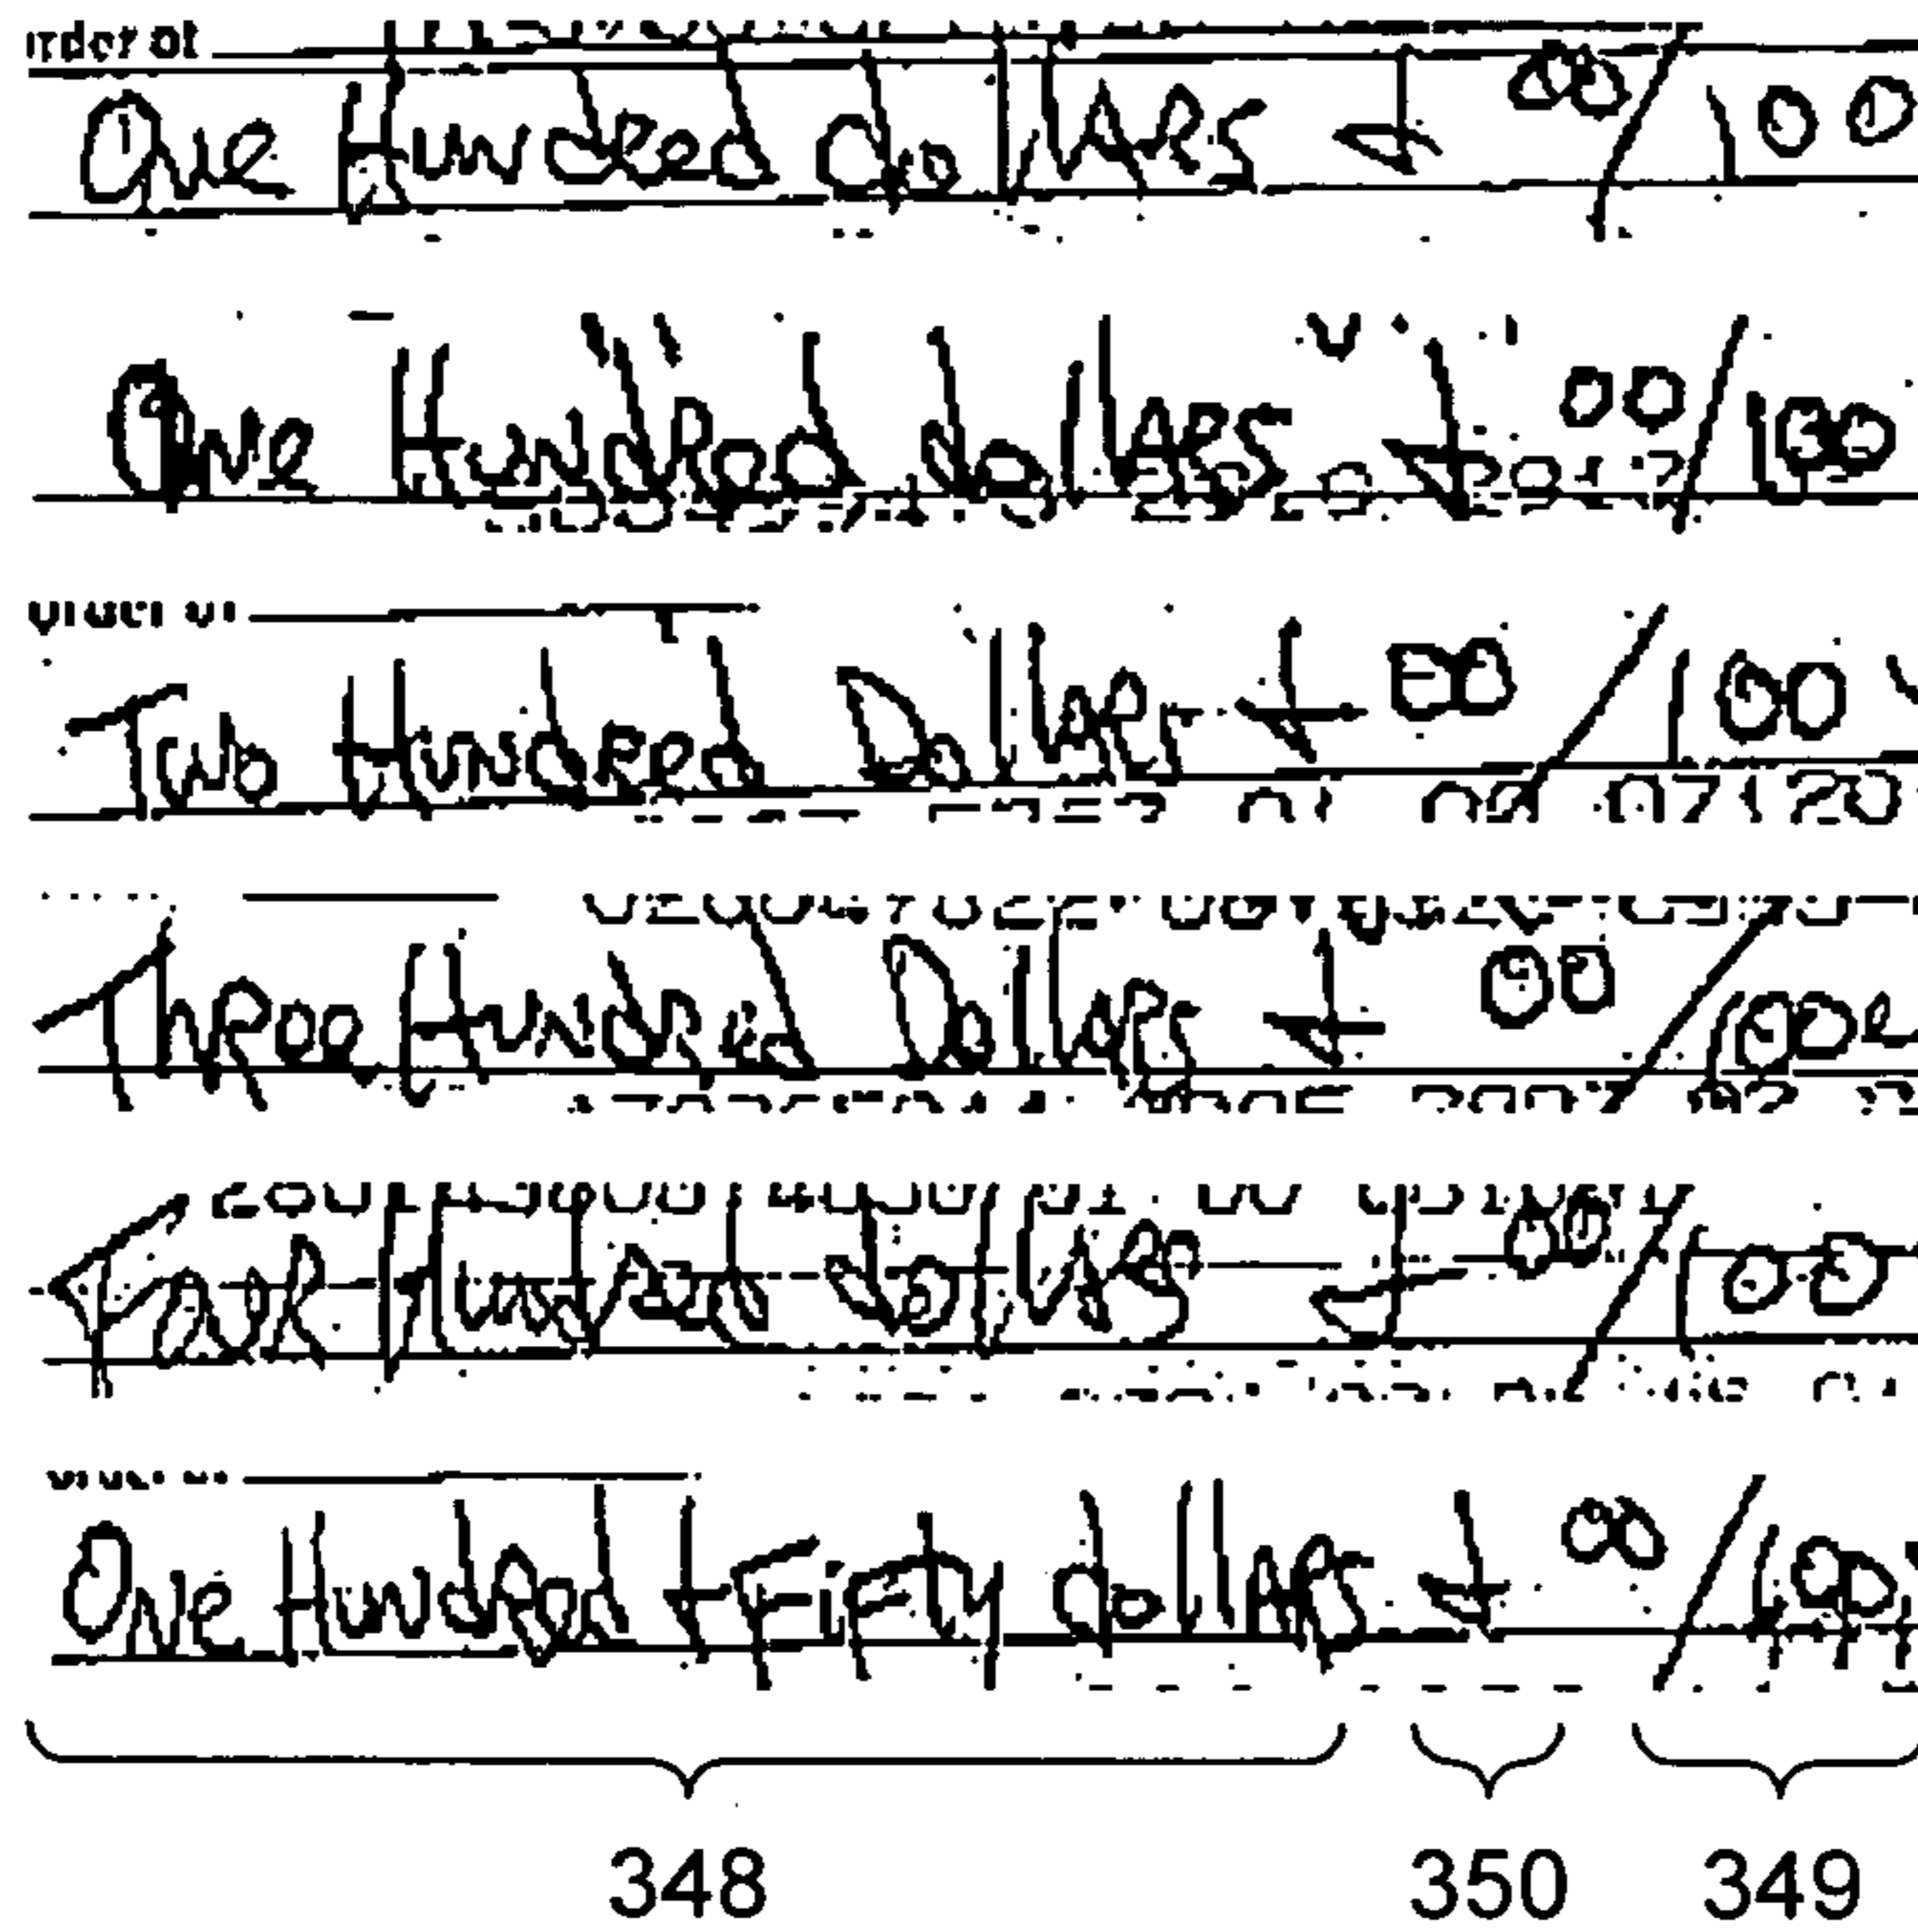 One Hundred dollars + 00/100
One Hundred dollars + 00/100
Two Hundred Dollars + 00/100
Three Hundred Dollars + 00/100
Hundred dollars + 00/100
One Hundred + Fifty dollars + 00/100
348 350 349